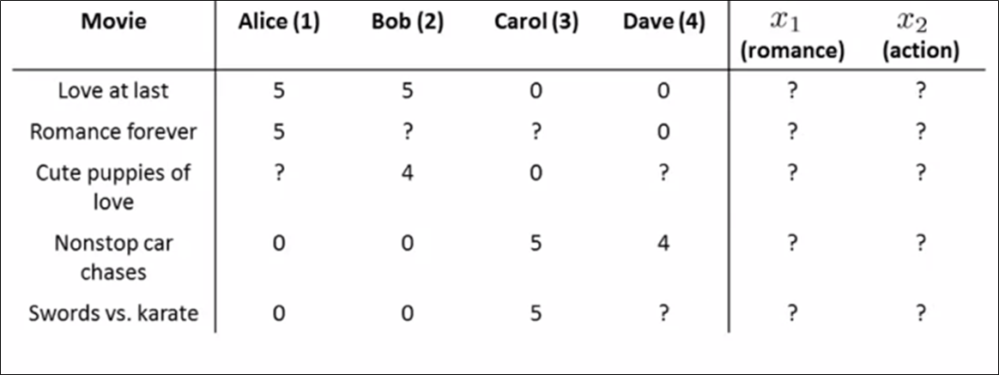 Movie Alice (1) Bob (2) Carol (3) Dave (4) x₁ x₂
(romance) (action)
Love at last 5 5 0 0 ? ?
Romance forever 5 ? ? 0 ? ?
Cute puppies of ? 4 0 ? ? ?
love
Nonstop car 0 0 5 4 ? ?
chases
Swords vs. karate 0 0 5 ? ? ?